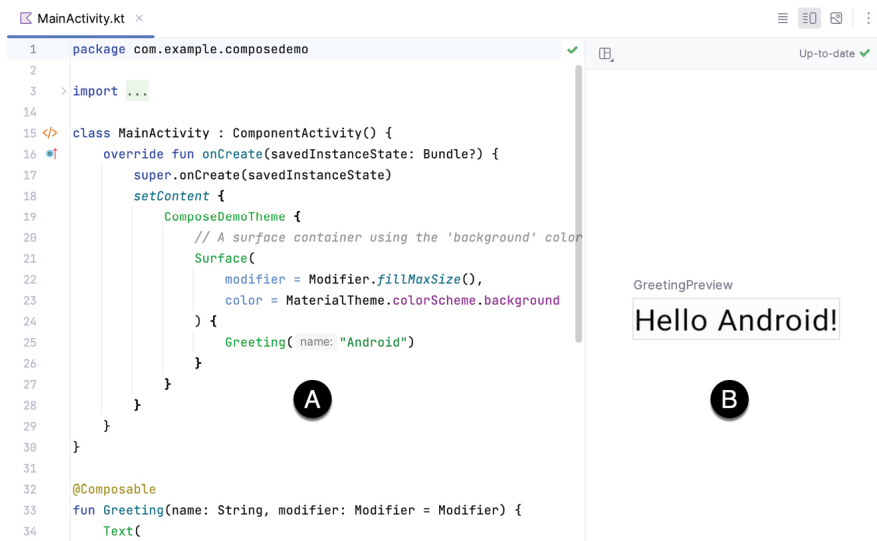 MainActivity.kt
Up-to-date
1 package com.example.composedemo
2
3 import ...
14
15 class MainActivity : ComponentActivity() {
16 override fun onCreate(savedInstanceState: Bundle?) {
17 super.onCreate(savedInstanceState)
18 setContent {
19 ComposeDemoTheme {
20 // A surface container using the 'background' color
21 Surface(
22 modifier = Modifier.fillMaxSize(),
23 color = MaterialTheme.colorScheme.background
24 ) {
25 Greeting( name: "Android")
26 }
27 }
28 }
29 }
30 }
31
32 @Composable
33 fun Greeting(name: String, modifier: Modifier = Modifier) {
34 Text(
A
GreetingPreview
Hello Android!
B